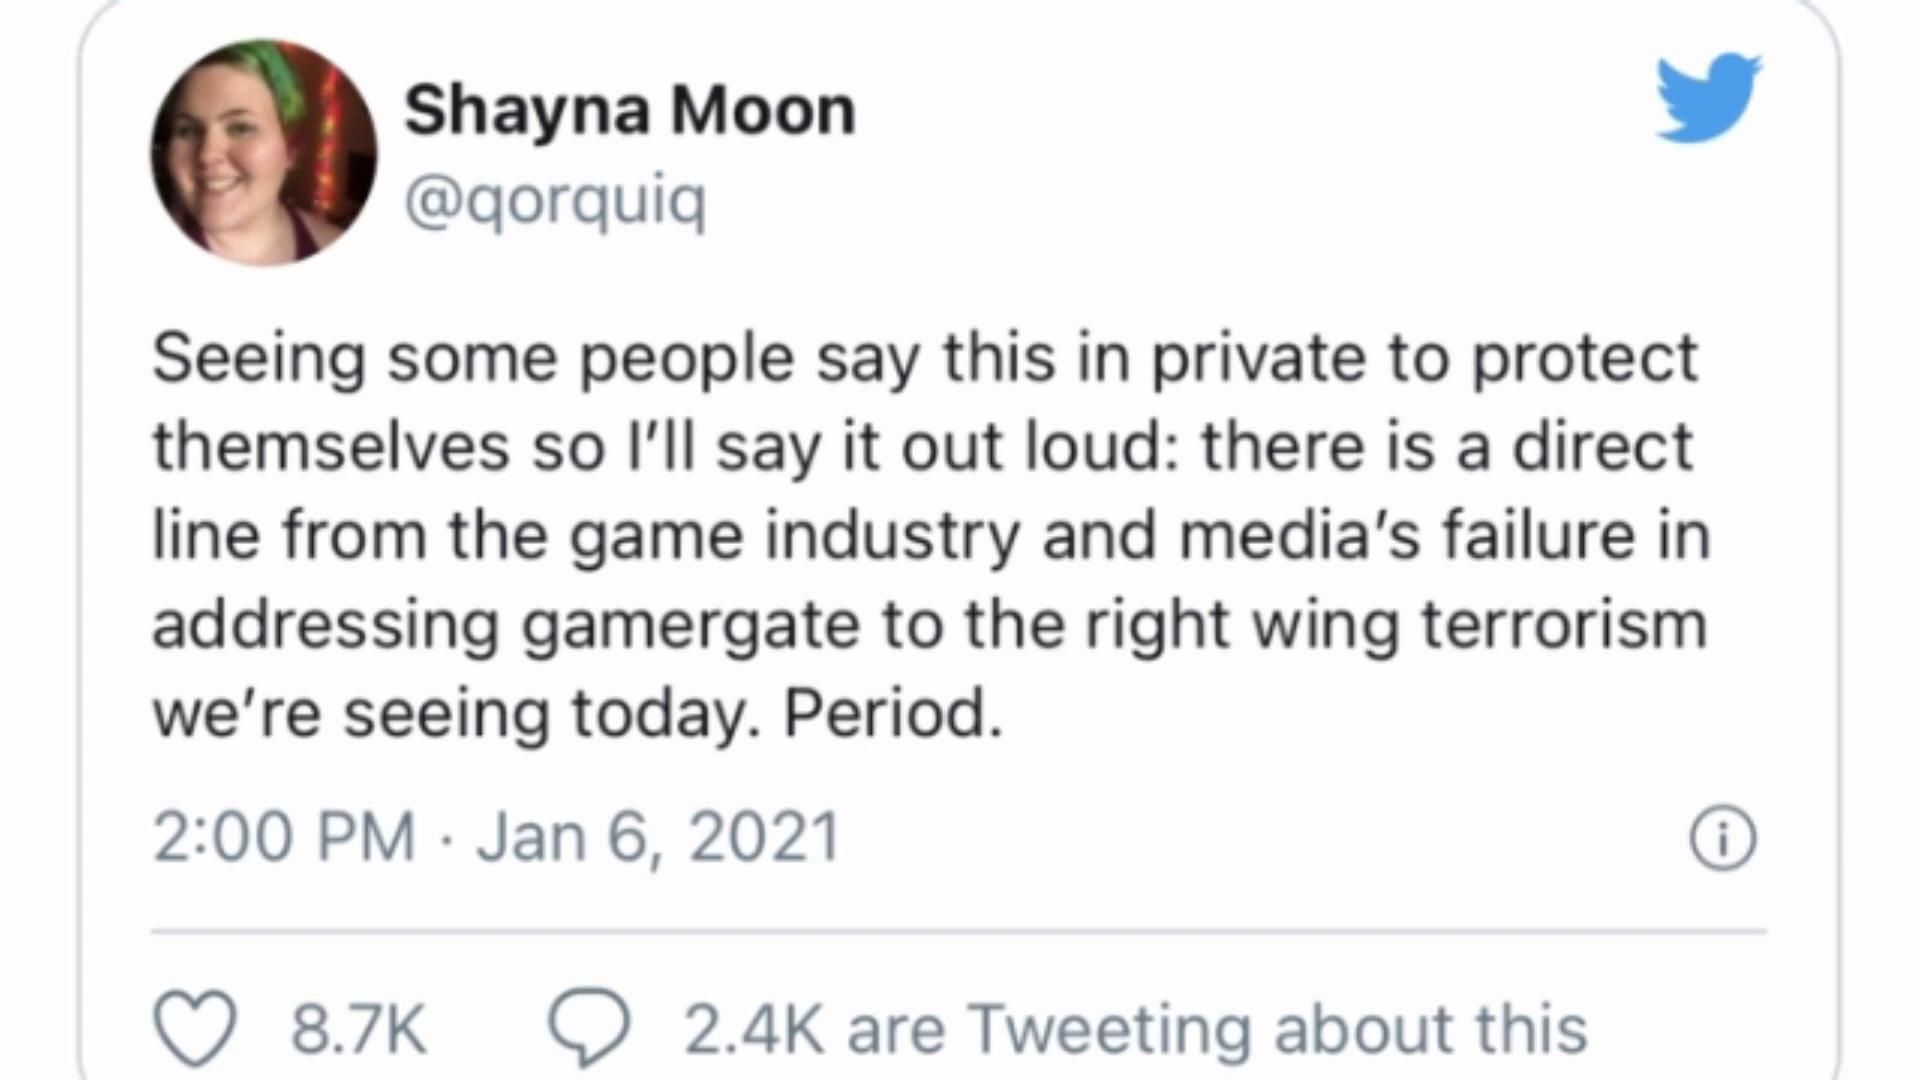 Shayna Moon
@qorquiq
Seeing some people say this in private to protect
themselves so I’ll say it out loud: there is a direct
line from the game industry and media’s failure in
addressing gamergate to the right wing terrorism
we’re seeing today. Period.
2:00 PM · Jan 6, 2021
8.7K 2.4K are Tweeting about this